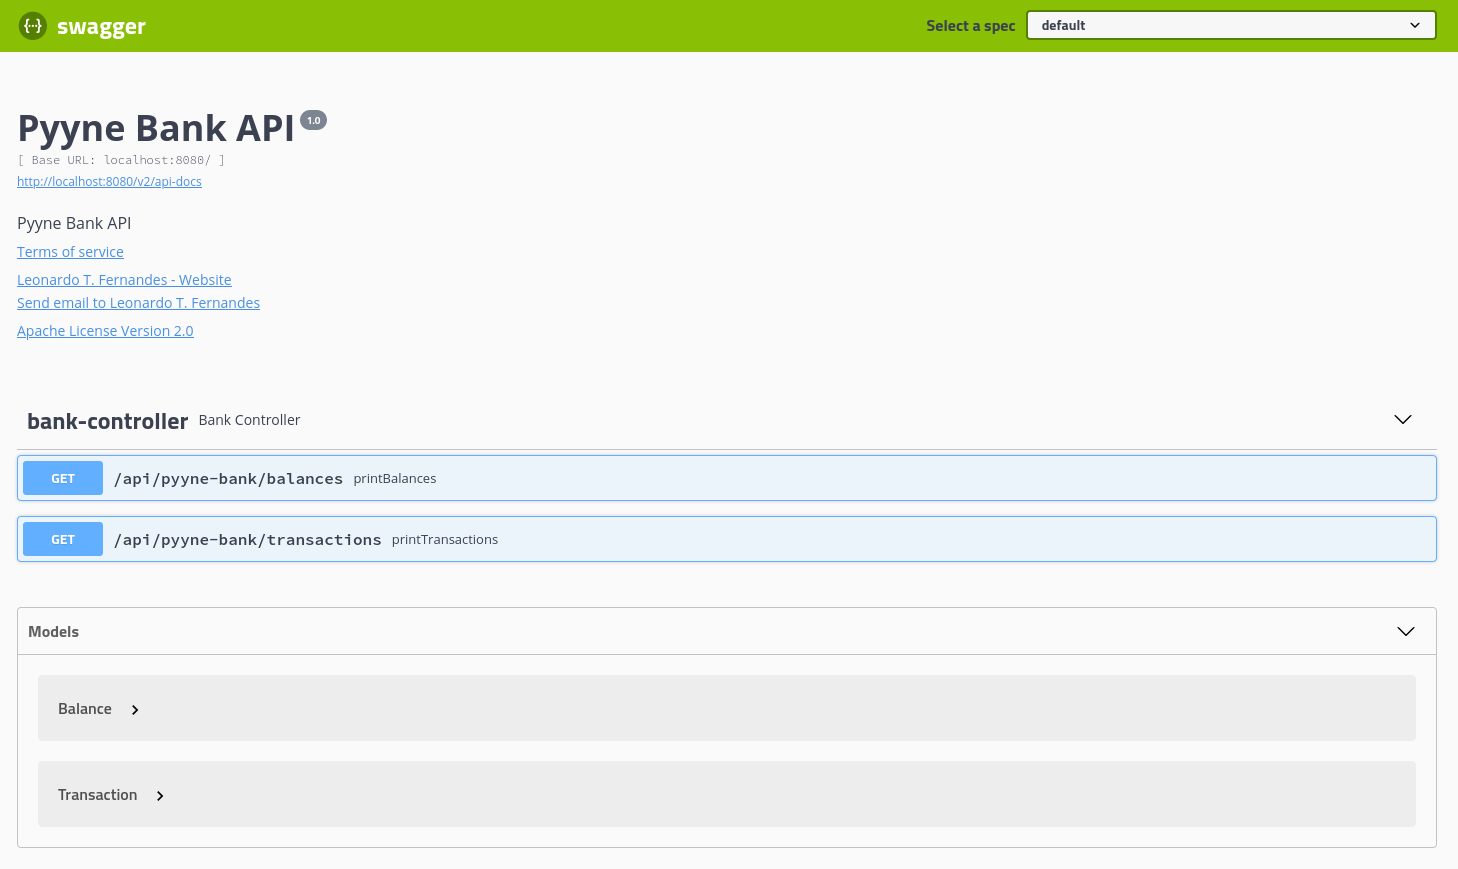 {...} swagger
Select a spec default
Pyyne Bank API 1.0
[ Base URL: localhost:8080/ ]
http://localhost:8080/v2/api-docs
Pyyne Bank API
Terms of service
Leonardo T. Fernandes - Website
Send email to Leonardo T. Fernandes
Apache License Version 2.0
bank-controller Bank Controller
GET /api/pyyne-bank/balances printBalances
GET /api/pyyne-bank/transactions printTransactions
Models
Balance
Transaction